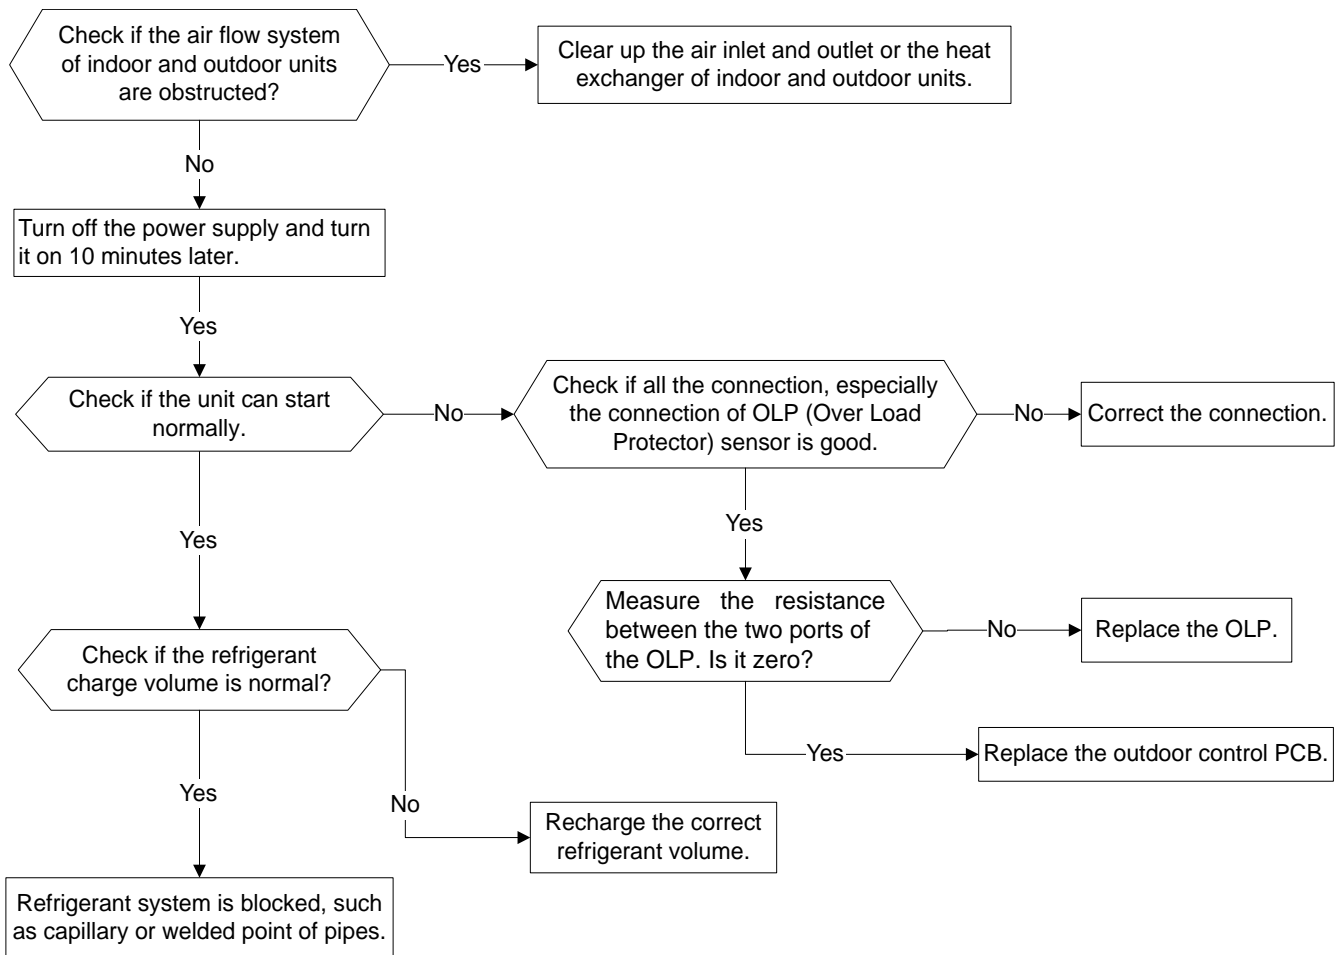 Check if the air flow system
of indoor and outdoor units
are obstructed?
Yes
Clear up the air inlet and outlet or the heat
exchanger of indoor and outdoor units.
No
Turn off the power supply and turn
it on 10 minutes later.
Yes
Check if the unit can start
normally.
No
Check if all the connection, especially
the connection of OLP (Over Load
Protector) sensor is good.
No
Correct the connection.
Yes
Yes
Measure the resistance
between the two ports of
the OLP. Is it zero?
No
Replace the OLP.
Check if the refrigerant
charge volume is normal?
Yes
Replace the outdoor control PCB.
Yes
No
Recharge the correct
refrigerant volume.
Refrigerant system is blocked, such
as capillary or welded point of pipes.